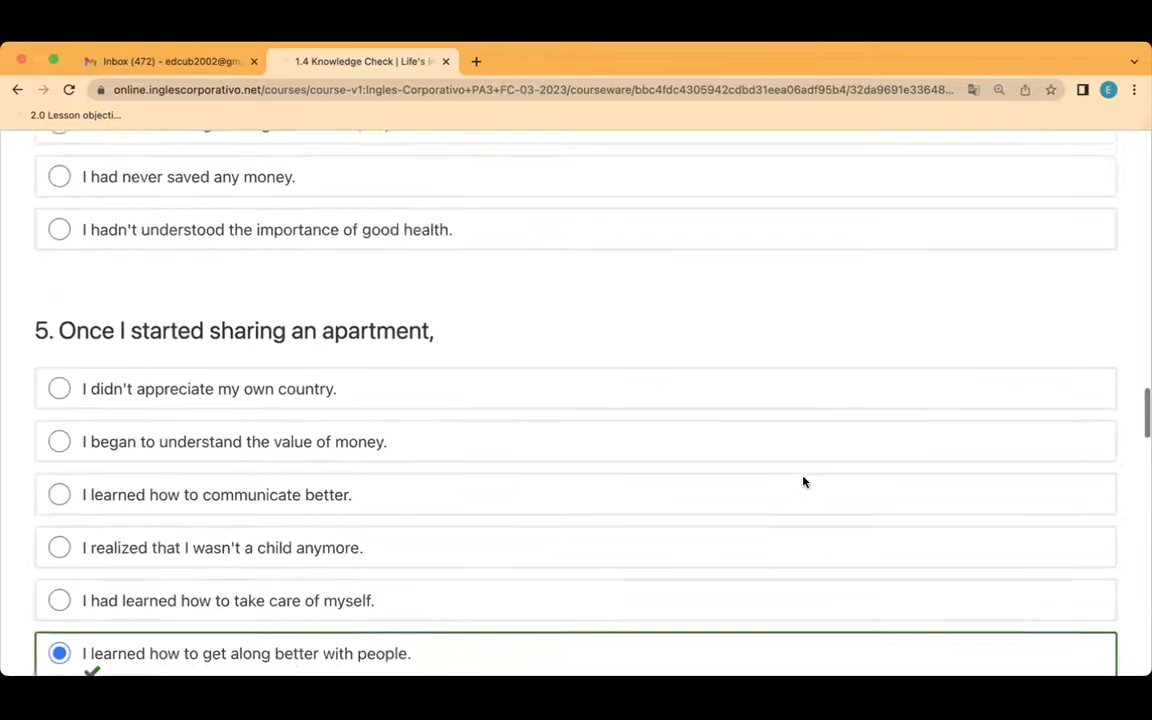 Inbox (472) - edcub2002@gm
1.4 Knowledge Check | Life's l
online.inglescorporativo.net/courses/course-v1:Ingles-Corporativo+PA3+FC-03-2023/courseware/bbc4fdc4305942cdbd31eea06adf95b4/32da9691e33648...
E
2.0 Lesson objecti...
I had never saved any money.
I hadn't understood the importance of good health.
5. Once I started sharing an apartment,
I didn't appreciate my own country.
I began to understand the value of money.
I learned how to communicate better.
I realized that I wasn't a child anymore.
I had learned how to take care of myself.
I learned how to get along better with people.